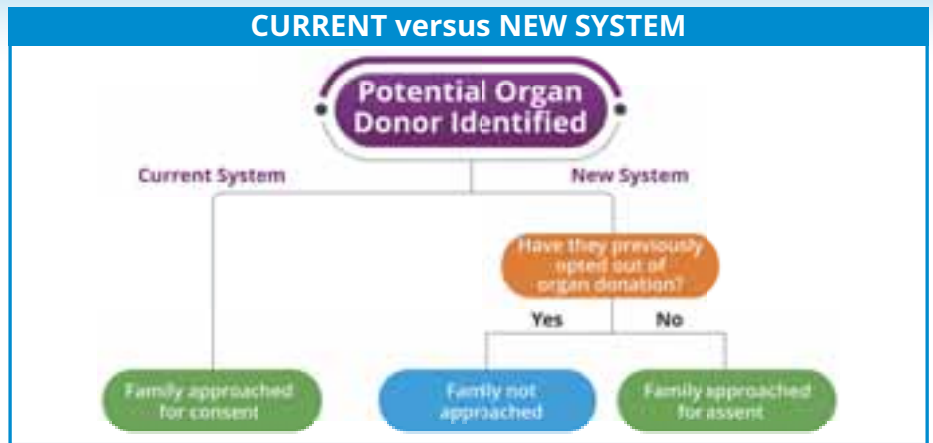 CURRENT versus NEW SYSTEM
Potential Organ
Donor Identified
Current System
New System
Have they previously
opted out of
organ donation?
Yes
No
Family approached
for consent
Family not
approached
Family approached
for assent